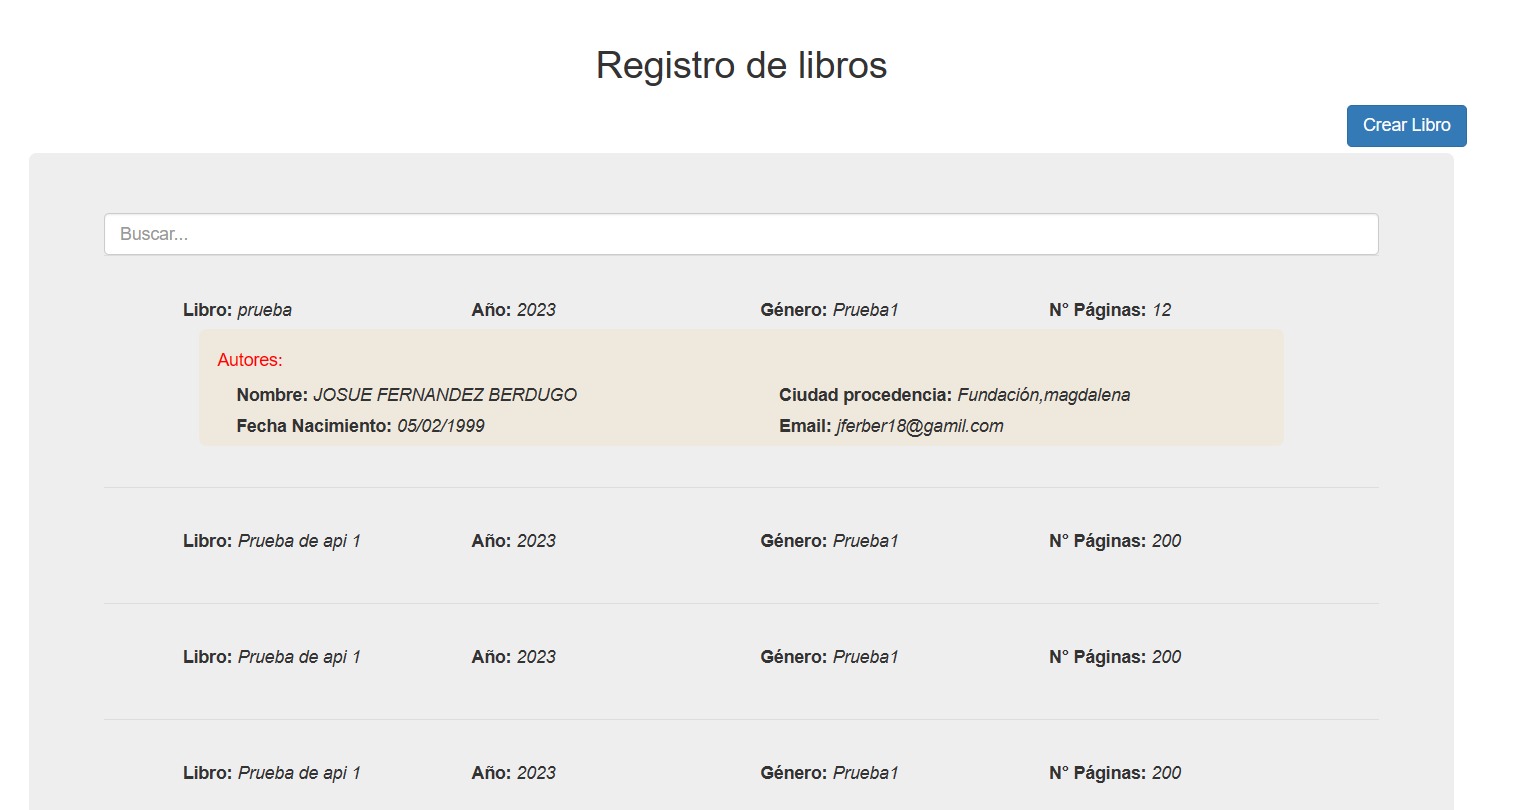 Registro de libros
Crear Libro
Buscar...
Libro: prueba Año: 2023 Género: Prueba1 N° Páginas: 12
Autores:
Nombre: JOSUE FERNANDEZ BERDUGO Ciudad procedencia: Fundación,magdalena
Fecha Nacimiento: 05/02/1999 Email: jferber18@gamil.com
Libro: Prueba de api 1 Año: 2023 Género: Prueba1 N° Páginas: 200
Libro: Prueba de api 1 Año: 2023 Género: Prueba1 N° Páginas: 200
Libro: Prueba de api 1 Año: 2023 Género: Prueba1 N° Páginas: 200